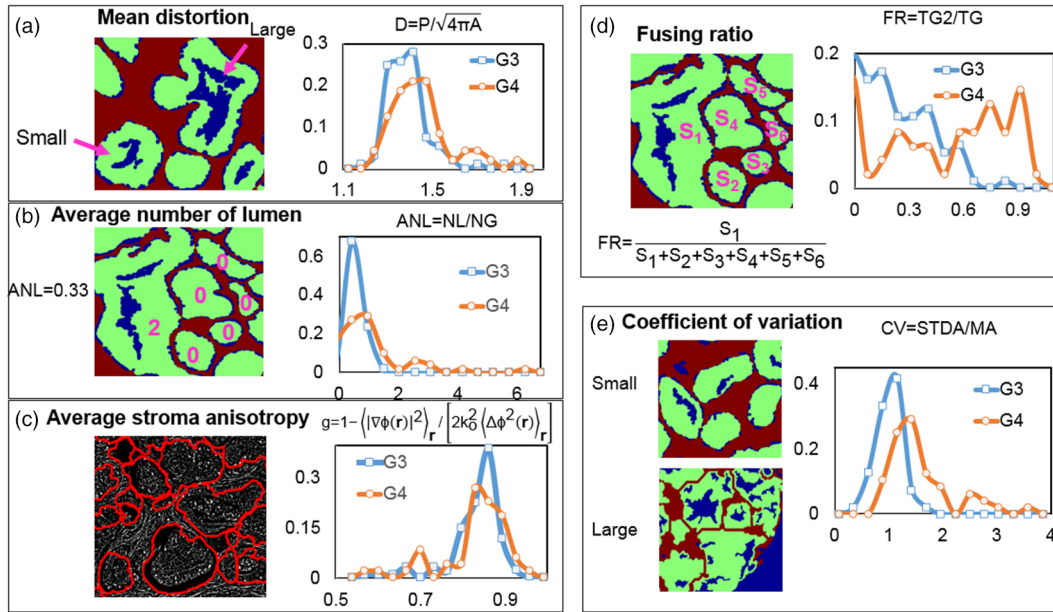 (a) Mean distortion
Large
Small
D=P/√4πA
0.3
0.2
0.1
0
G3
G4
1.1 1.5 1.9
(b) Average number of lumen
ANL=NL/NG
ANL=0.33
2 0 0 0 0 0
0.6
0.4
0.2
0
G3
G4
0 2 4 6
(c) Average stroma anisotropy
g=1-⟨|∇ϕ(r)|²⟩r / [2k₀²⟨Δϕ²(r)⟩r]
G3
G4
0.3
0.15
0
0.5 0.7 0.9
(d) Fusing ratio
FR=TG2/TG
S₁ S₂ S₃ S₄ S₅ S₆
0.2
0.1
0
G3
G4
0 0.3 0.6 0.9
FR= S₁
S₁+S₂+S₃+S₄+S₅+S₆
(e) Coefficient of variation
CV=STDA/MA
Small
Large
0.4
0.2
0
G3
G4
0 1 2 3 4